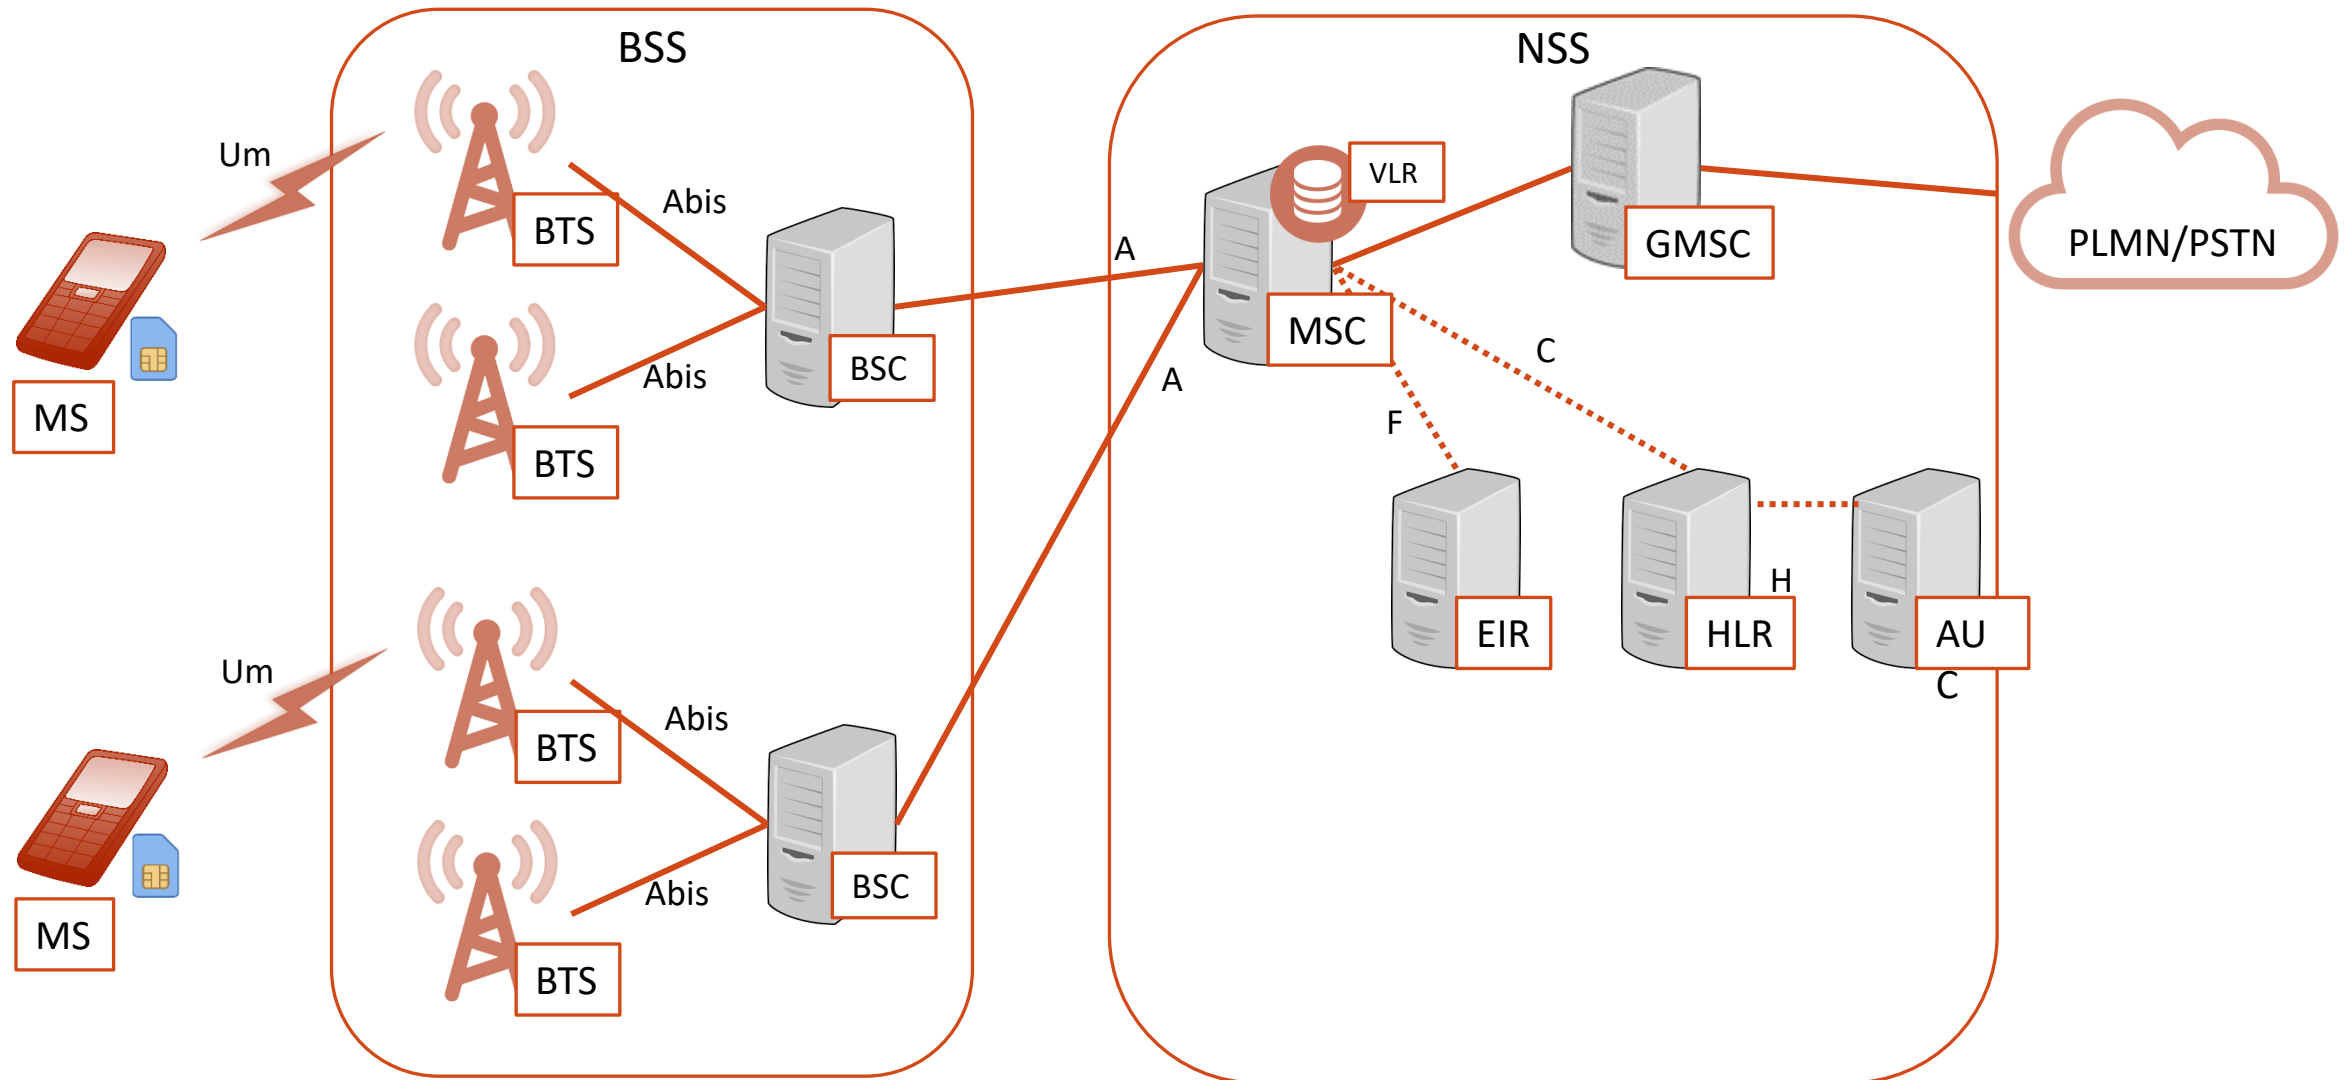 BSS
NSS
Um
BTS
Abis
VLR
GMSC
PLMN/PSTN
A
MSC
BSC
Abis
MS
BTS
A
C
F
H
EIR
HLR
AU
C
Um
BTS
Abis
BSC
Abis
MS
BTS